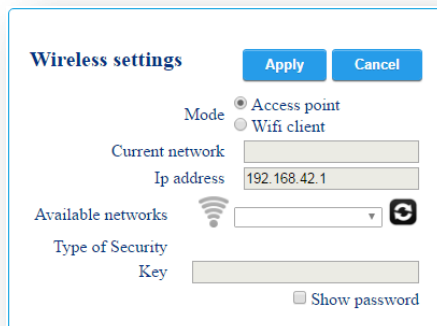 Wireless settings Apply Cancel
Mode Access point
Wifi client
Current network
Ip address 192.168.42.1
Available networks
Type of Security
Key
Show password